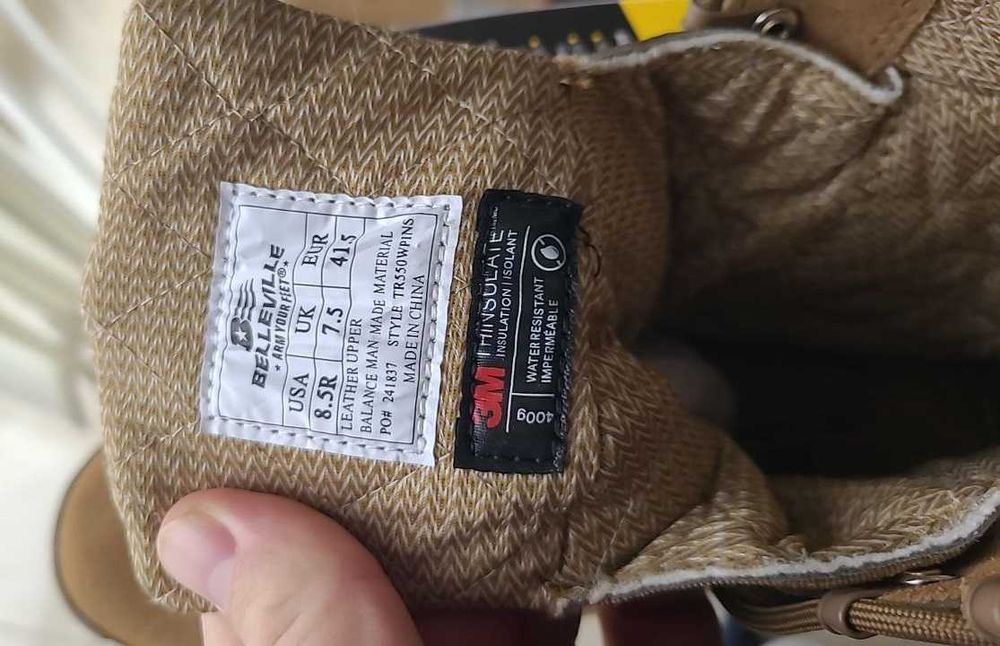 BELLEVILLE
★ARM YOUR FEET®★
USA UK EUR
8.5R 7.5 41.5
LEATHER UPPER
BALANCE MAN MADE MATERIAL
PO# 241837 STYLE TR550WPINS
MADE IN CHINA
3M THINSULATE
INSULATION | ISOLANT
400g
WATER RESISTANT
IMPERMÉABLE